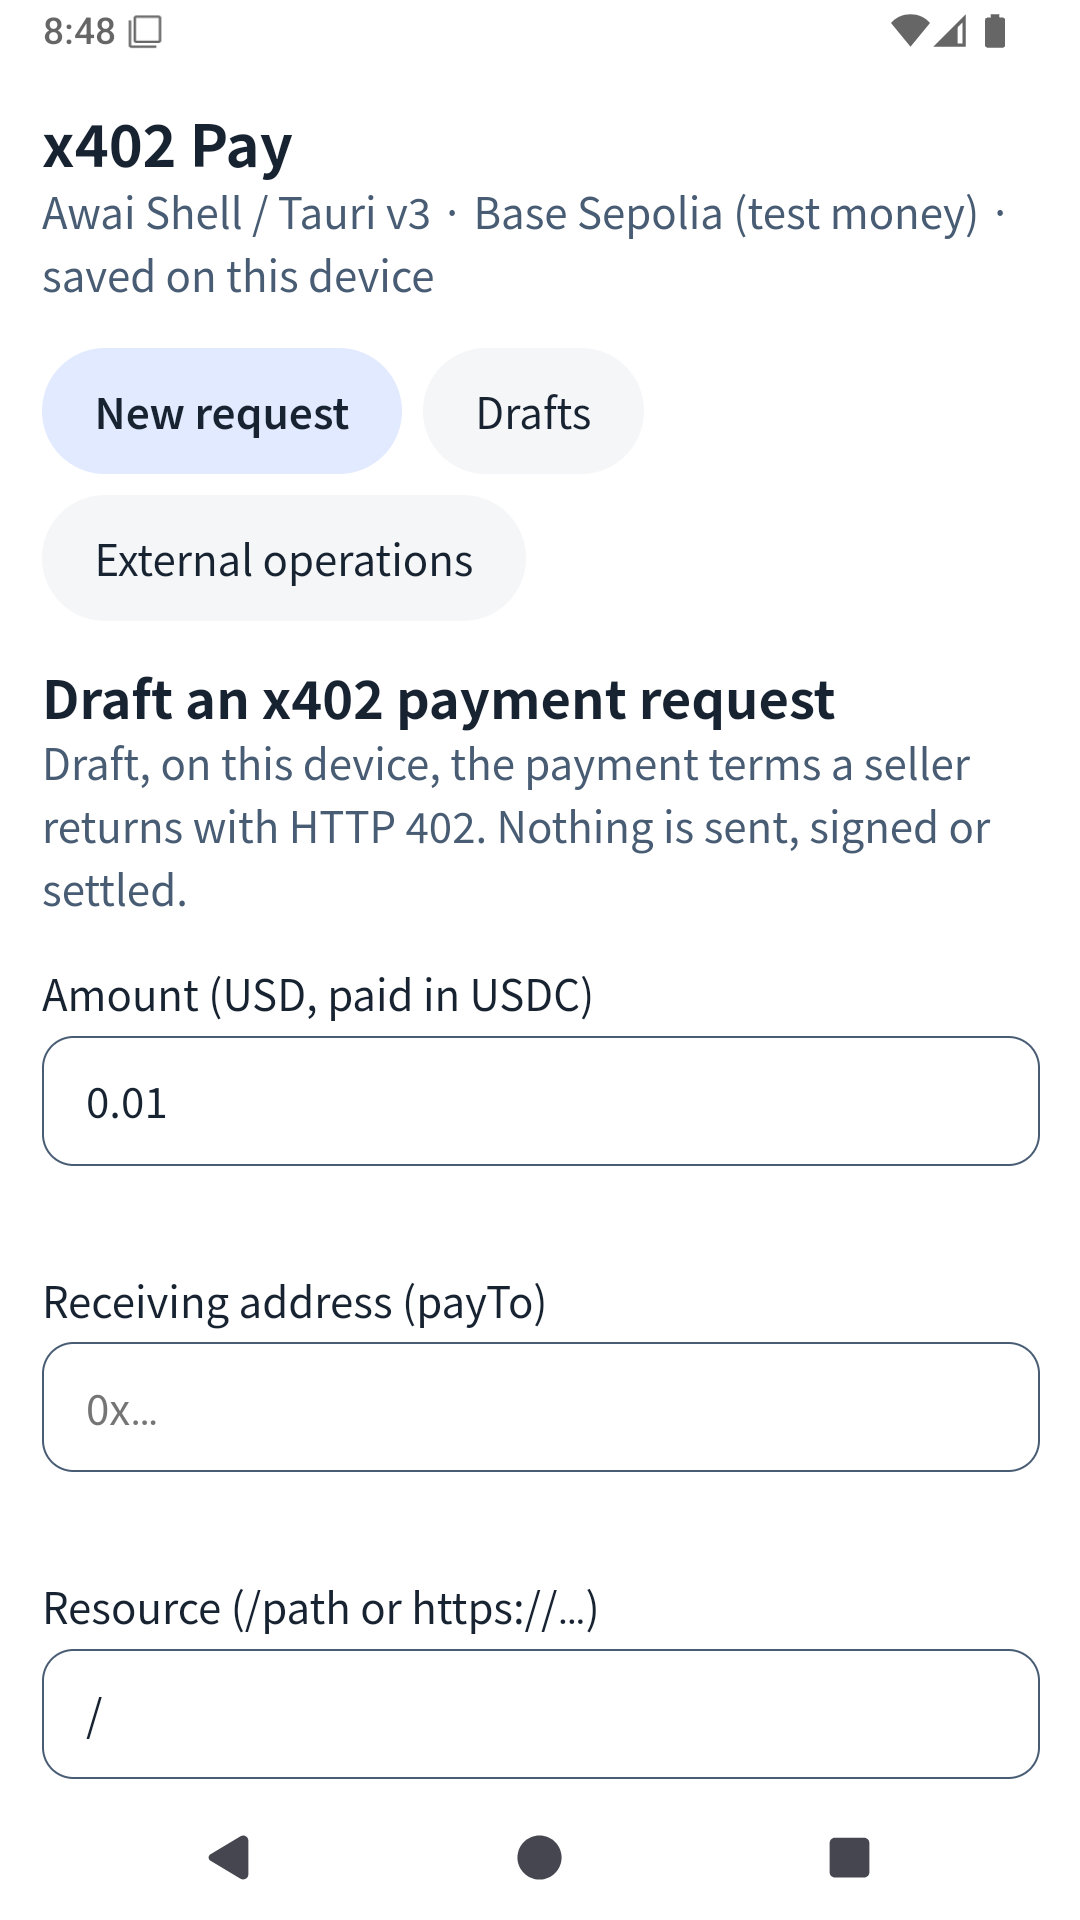 8:48
x402 Pay
Awai Shell / Tauri v3 · Base Sepolia (test money) ·
saved on this device
New request
Drafts
External operations
Draft an x402 payment request
Draft, on this device, the payment terms a seller
returns with HTTP 402. Nothing is sent, signed or
settled.
Amount (USD, paid in USDC)
0.01
Receiving address (payTo)
0x…
Resource (/path or https://…)
/